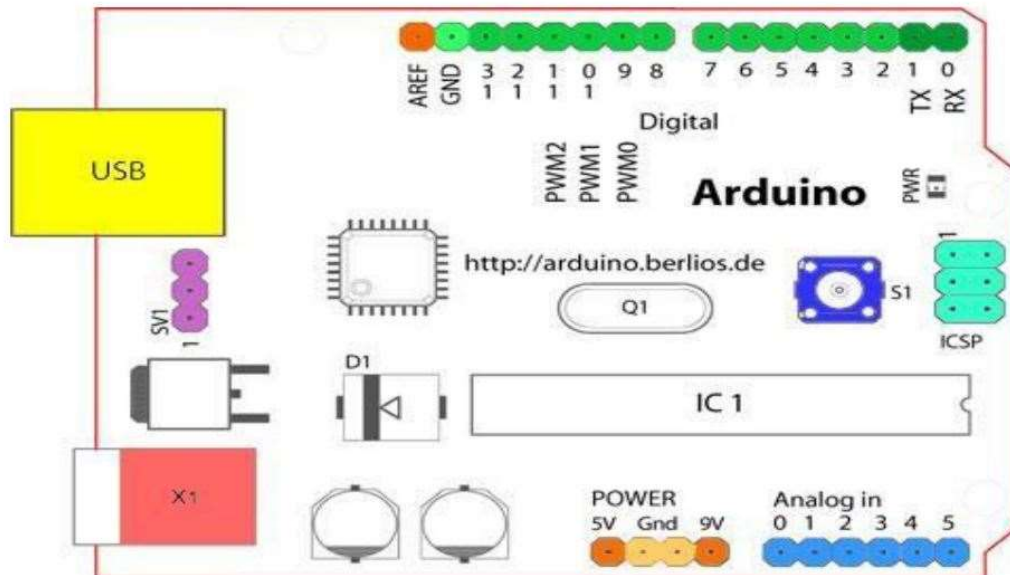 AREF
GND
13
12
11
10
9
8
7
6
5
4
3
2
1
0
TX
RX
Digital
USB
PWM2
PWM1
PWM0
Arduino
PWR
http://arduino.berlios.de
1
SV1
1
Q1
S1
ICSP
D1
IC 1
X1
POWER
5V Gnd 9V
Analog in
0 1 2 3 4 5